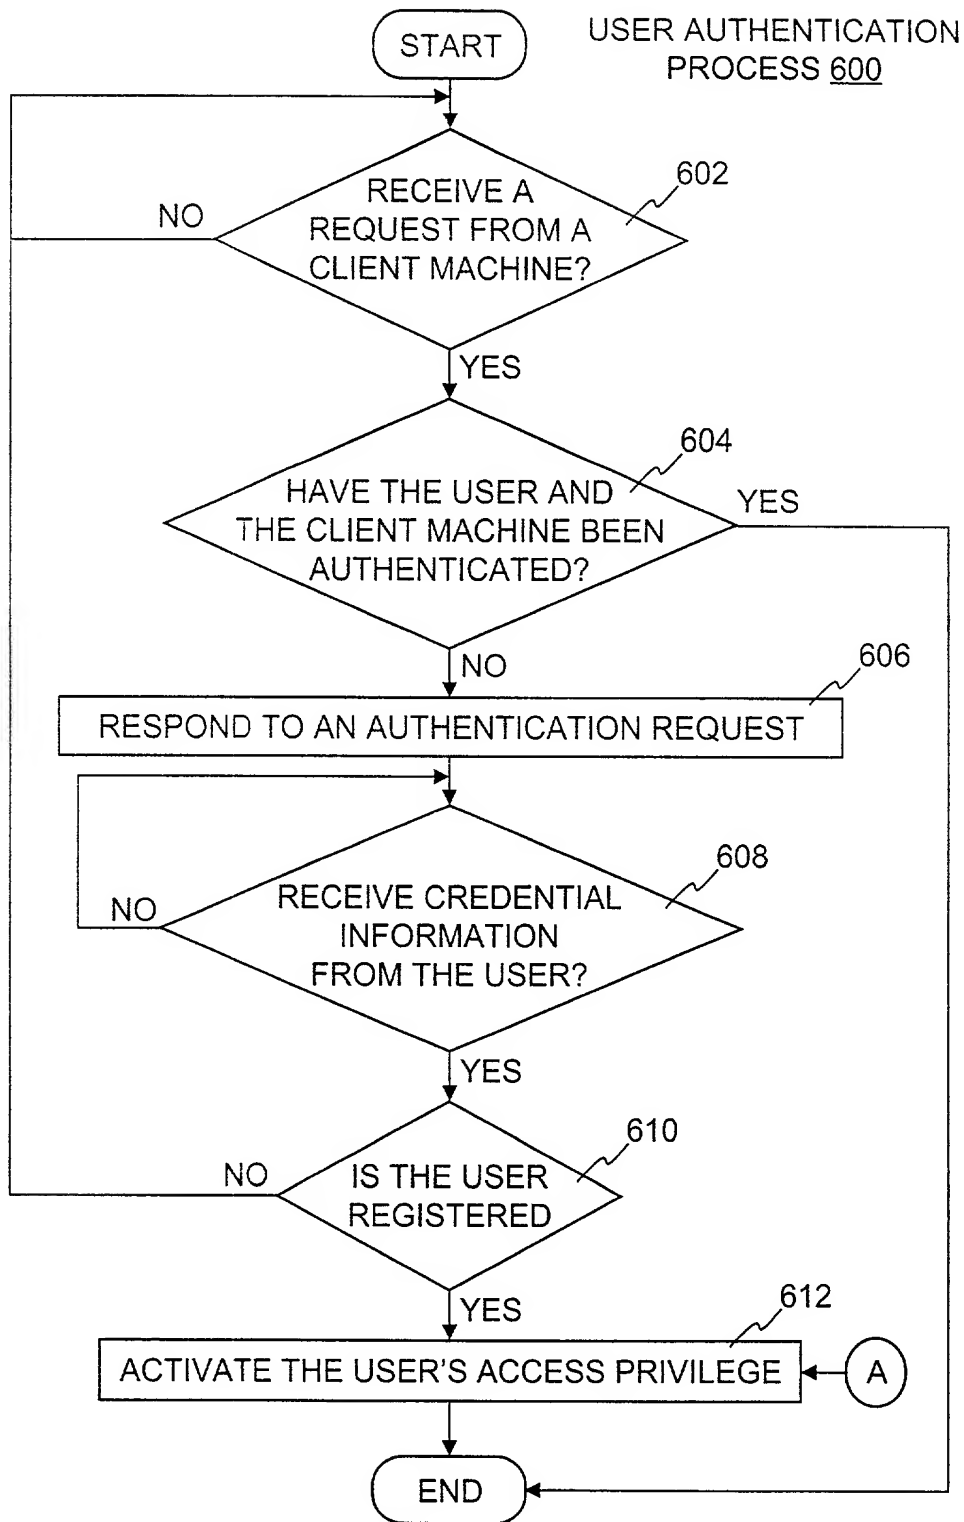 START
USER AUTHENTICATION
PROCESS 600
602
RECEIVE A
REQUEST FROM A
CLIENT MACHINE?
NO
YES
604
HAVE THE USER AND
THE CLIENT MACHINE BEEN
AUTHENTICATED?
YES
NO
606
RESPOND TO AN AUTHENTICATION REQUEST
608
RECEIVE CREDENTIAL
INFORMATION
FROM THE USER?
NO
YES
610
IS THE USER
REGISTERED
NO
YES
612
ACTIVATE THE USER'S ACCESS PRIVILEGE
A
END